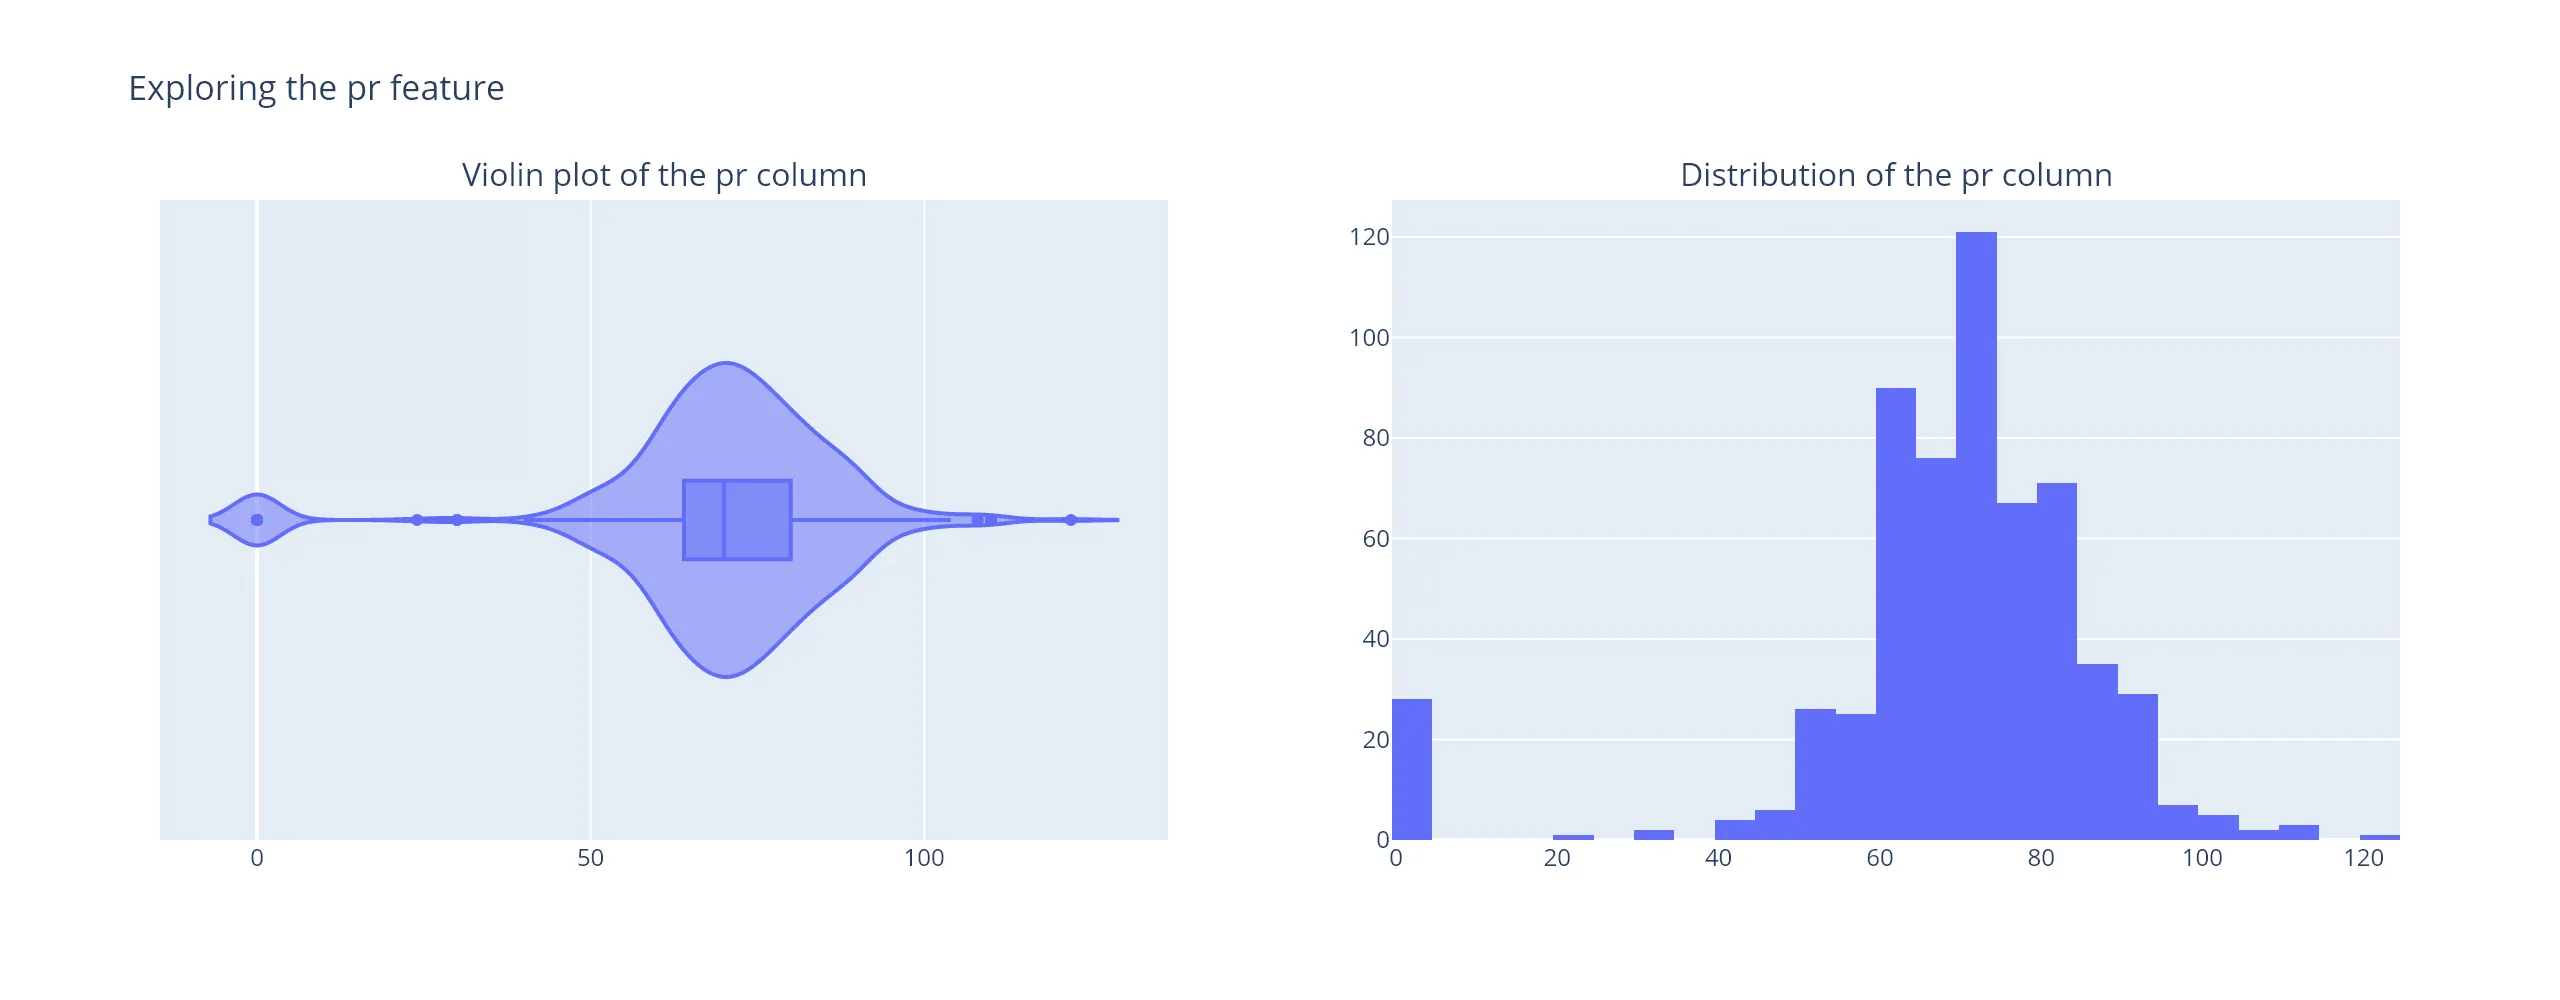 Exploring the pr feature
Violin plot of the pr column
0 50 100
Distribution of the pr column
120
100
80
60
40
20
0
0 20 40 60 80 100 120